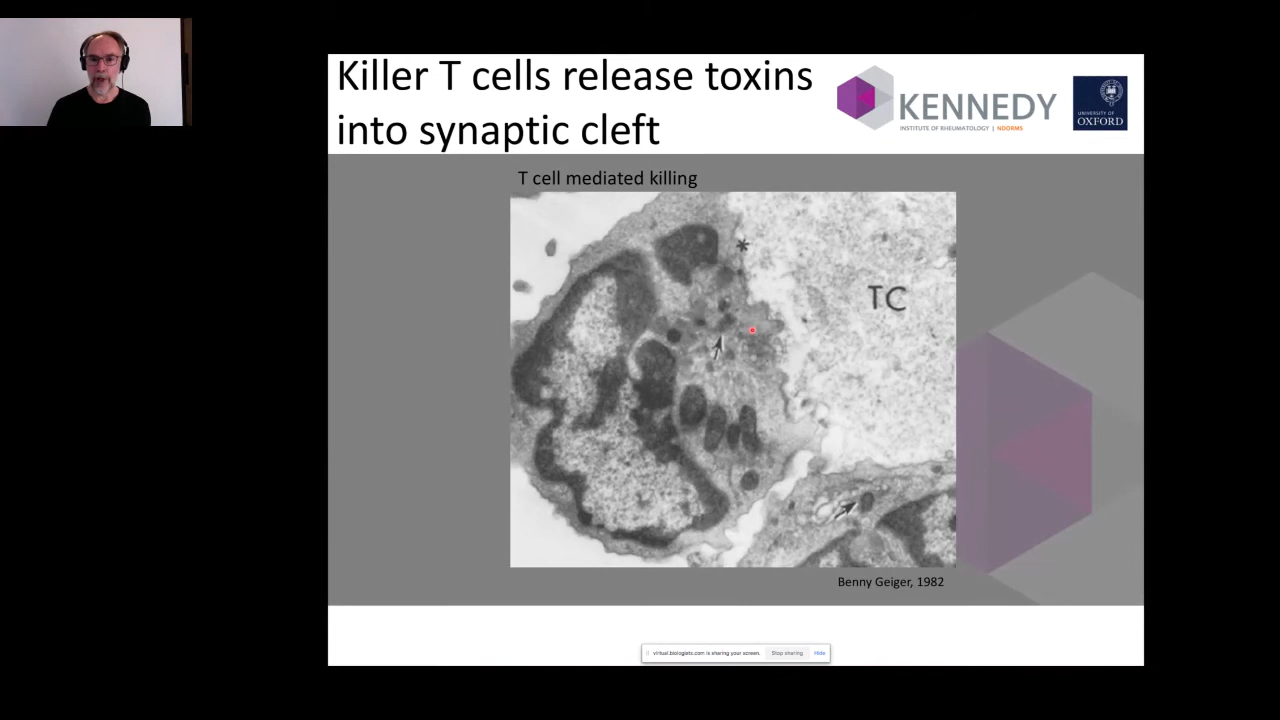 Killer T cells release toxins
into synaptic cleft
KENNEDY
INSTITUTE OF RHEUMATOLOGY | NDORMS
UNIVERSITY OF
OXFORD
T cell mediated killing
*
TC
Benny Geiger, 1982
virtual.biologists.com is sharing your screen. Stop sharing Hide